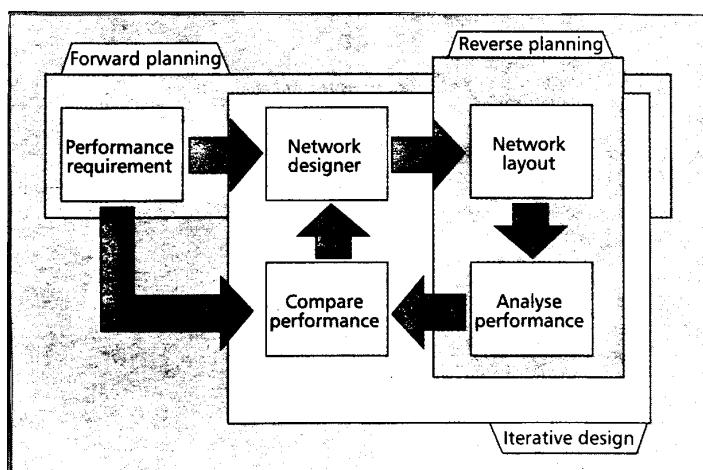 Reverse planning
Forward planning
Performance
requirement
Network
designer
Network
layout
Compare
performance
Analyse
performance
Iterative design